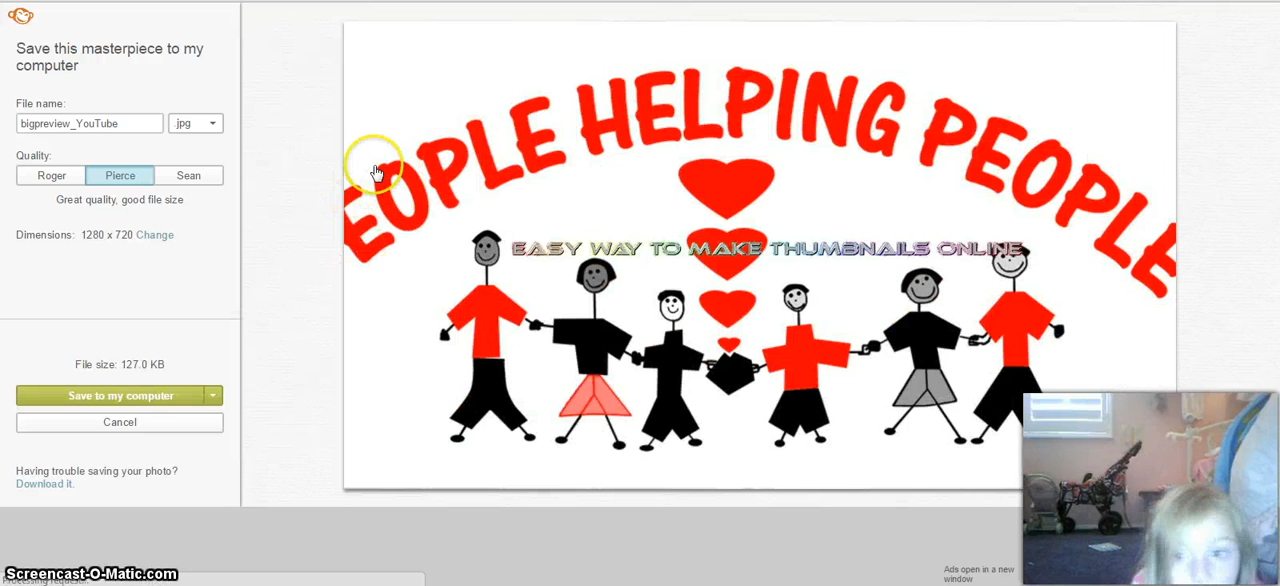 Save this masterpiece to my
computer
File name:
bigpreview_YouTube
jpg
Quality:
Roger
Pierce
Sean
Great quality, good file size
Dimensions: 1280 x 720 Change
File size: 127.0 KB
Save to my computer
Cancel
Having trouble saving your photo?
Download it.
EOPLE HELPING PEOPLE
EASY WAY TO MAKE THUMBNAILS ONLINE
Ads open in a new
window
Screencast-O-Matic.com